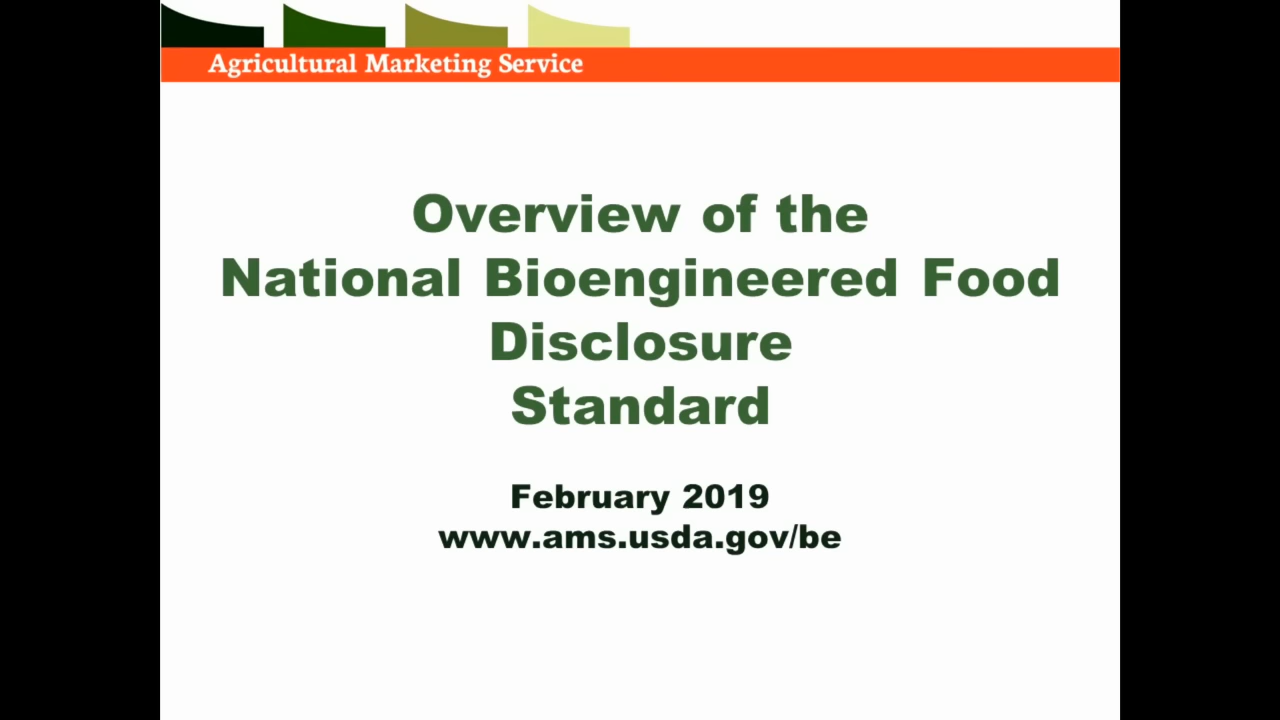 Agricultural Marketing Service
Overview of the
National Bioengineered Food
Disclosure
Standard
February 2019
www.ams.usda.gov/be